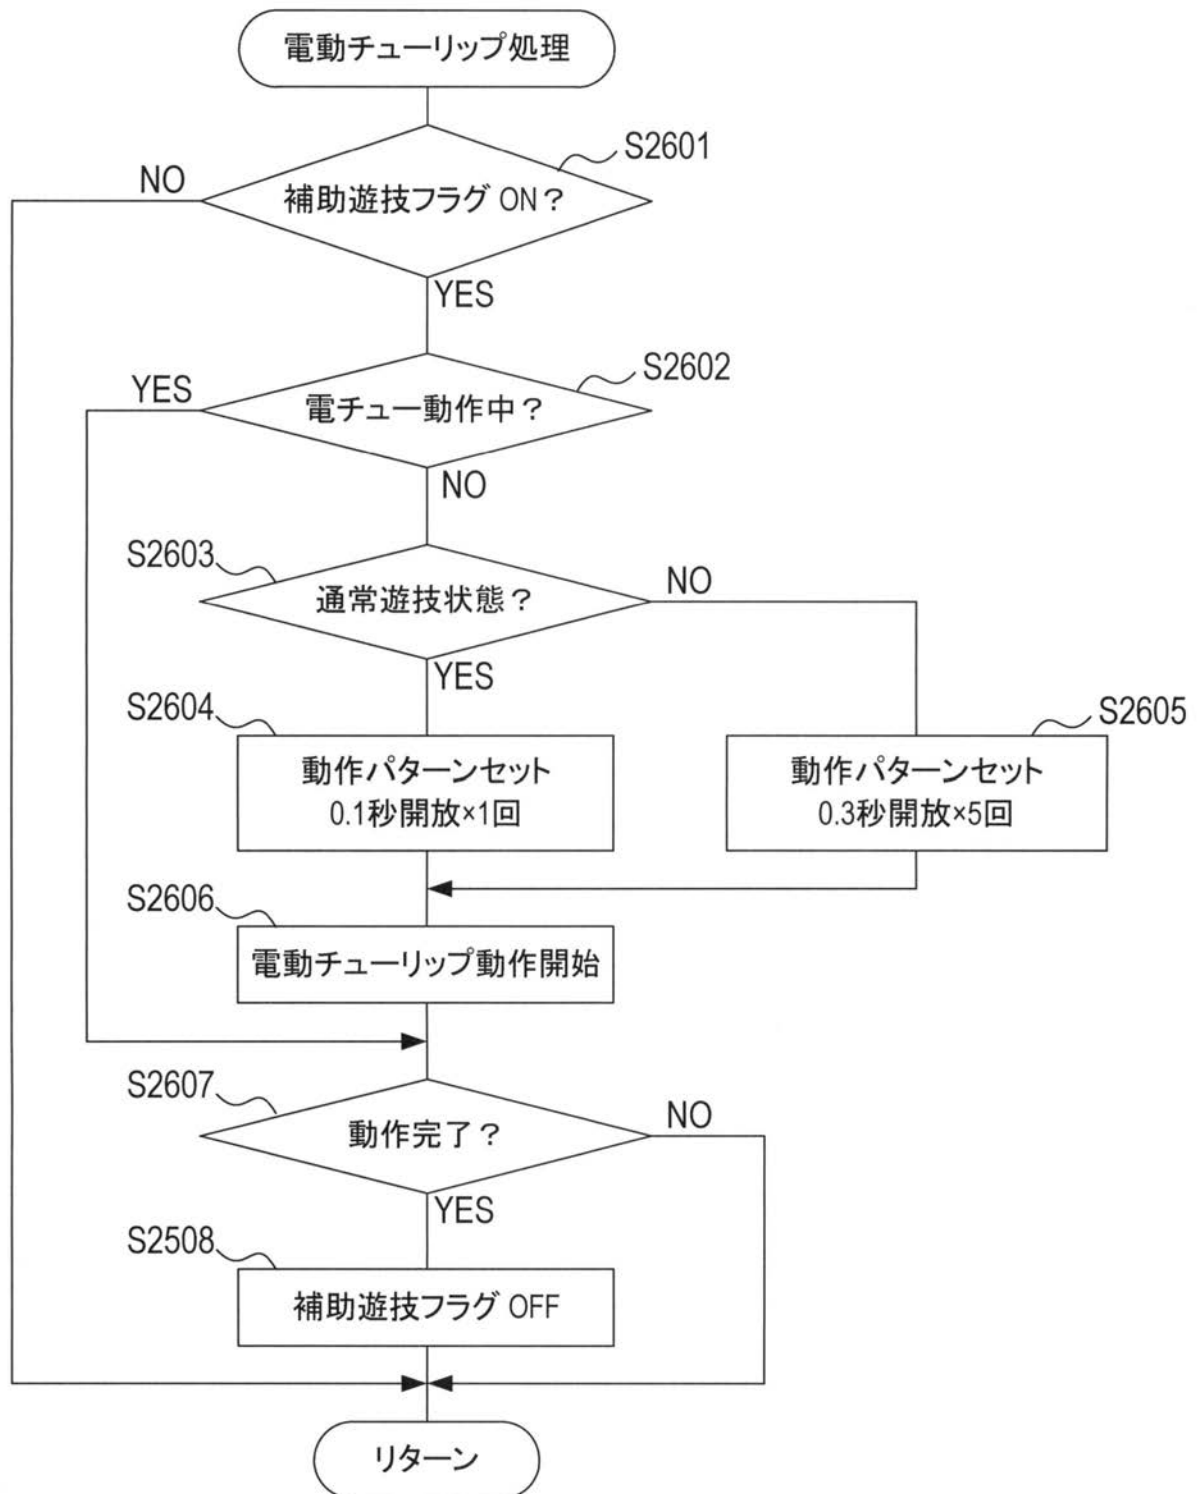 電動チューリップ処理
S2601
NO
補助遊技フラグ ON？
YES
S2602
YES
電チュー動作中？
NO
S2603
通常遊技状態？
NO
YES
S2604
動作パターンセット
0.1秒開放×1回
S2605
動作パターンセット
0.3秒開放×5回
S2606
電動チューリップ動作開始
S2607
動作完了？
NO
YES
S2508
補助遊技フラグ OFF
リターン